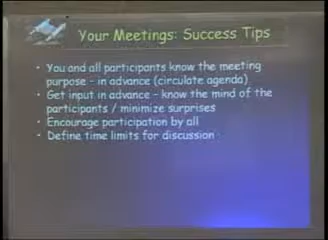 Your Meetings: Success Tips
• You and all participants know the meeting
purpose - in advance (circulate agenda)
• Get input in advance - know the mind of the
participants / minimize surprises
• Encourage participation by all
• Define time limits for discussion